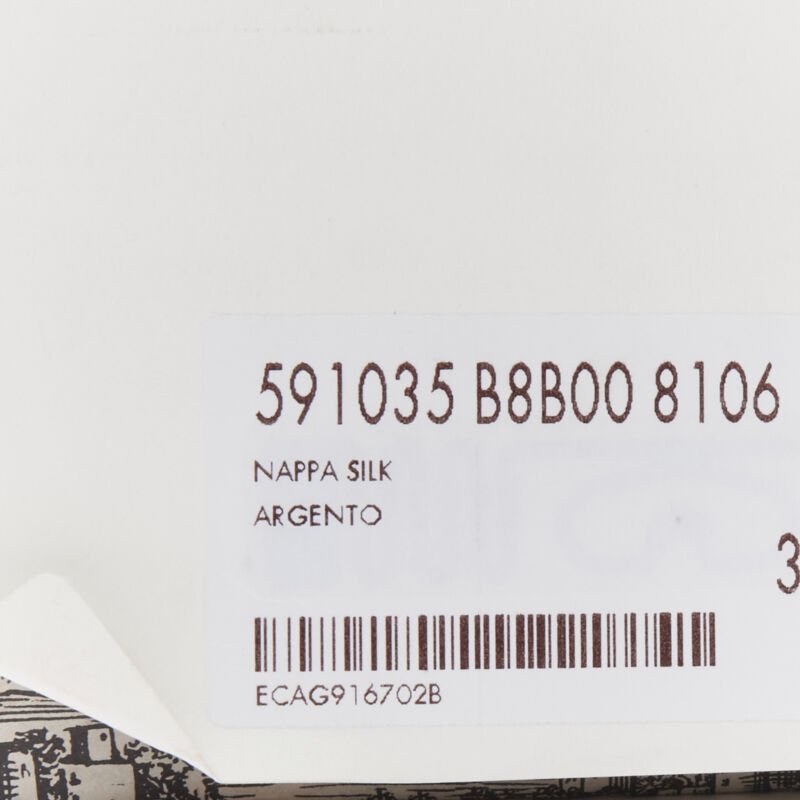 591035 B8B00 8106
NAPPA SILK
ARGENTO
3
ECAG916702B